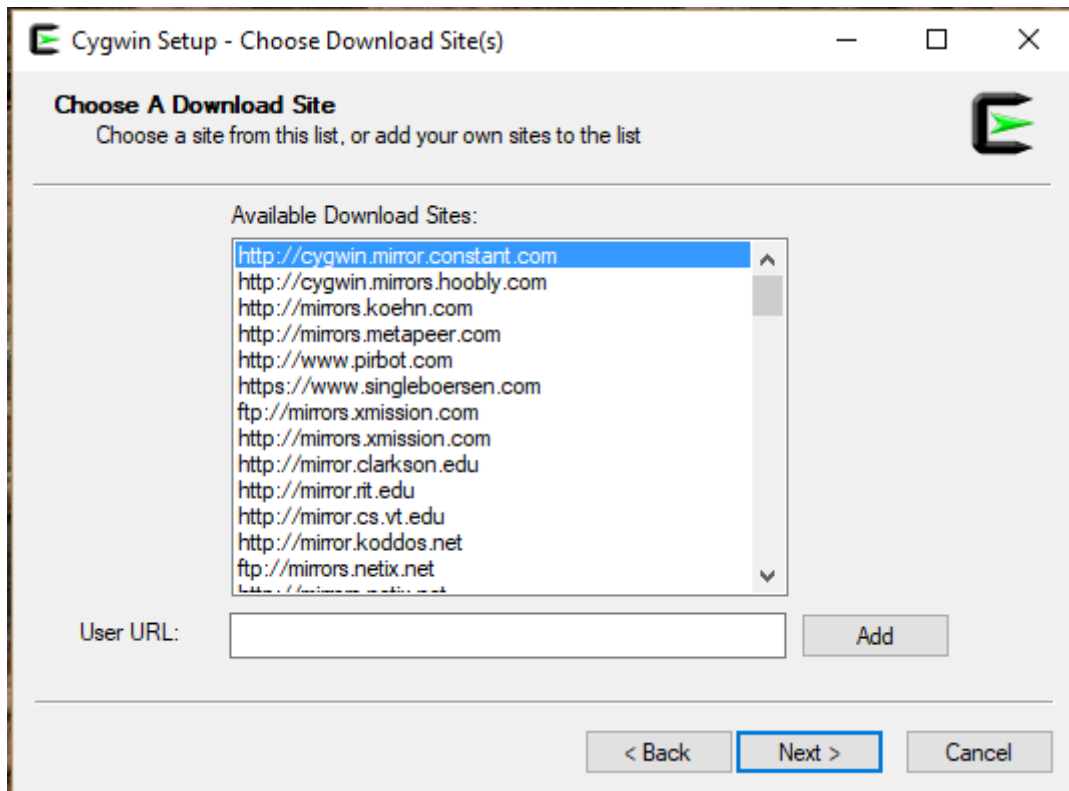 Cygwin Setup - Choose Download Site(s)
Choose A Download Site
Choose a site from this list, or add your own sites to the list
Available Download Sites:
http://cygwin.mirror.constant.com
http://cygwin.mirrors.hoobly.com
http://mirrors.koehn.com
http://mirrors.metapeer.com
http://www.pirbot.com
https://www.singleboersen.com
ftp://mirrors.xmission.com
http://mirrors.xmission.com
http://mirror.clarkson.edu
http://mirror.rit.edu
http://mirror.cs.vt.edu
http://mirror.koddos.net
ftp://mirrors.netix.net
User URL:
Add
< Back
Next >
Cancel